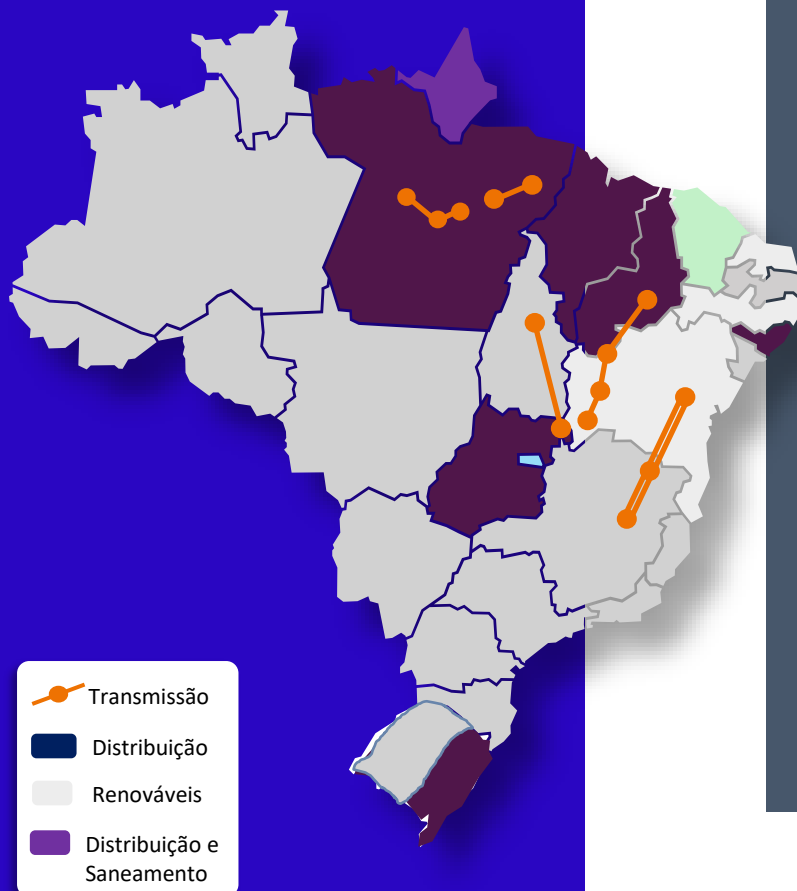 Transmissão
Distribuição
Renováveis
Distribuição e
Saneamento